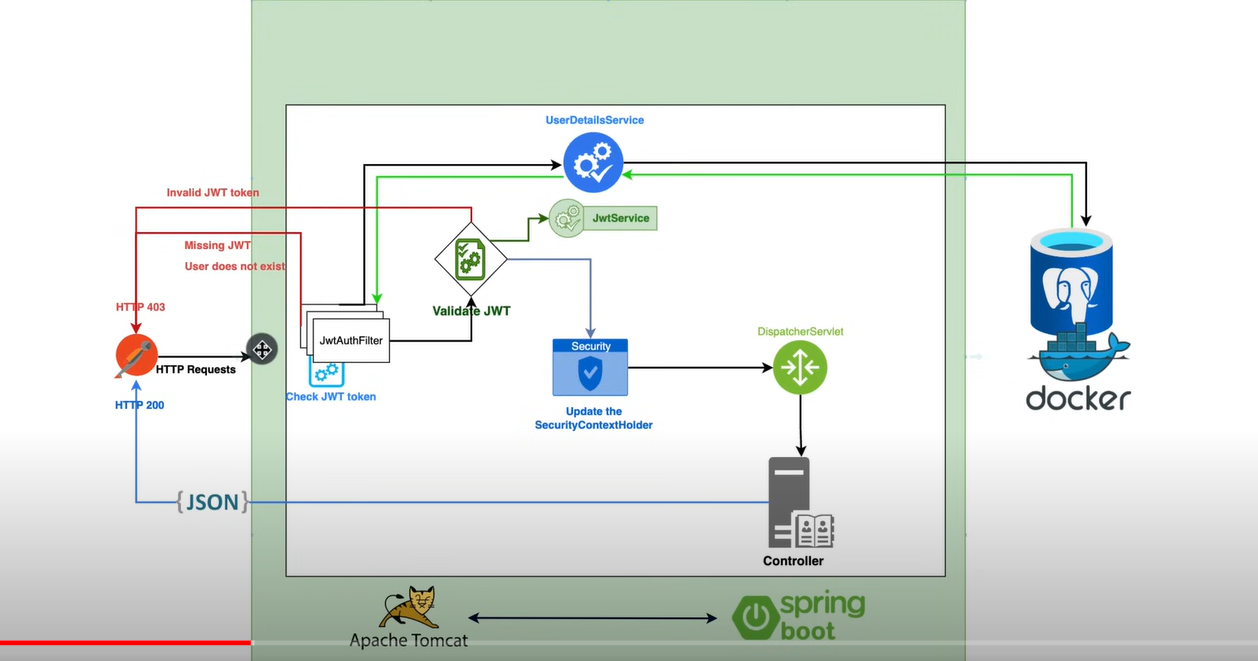 UserDetailsService
Invalid JWT token
JwtService
Missing JWT
User does not exist
HTTP 403
Validate JWT
DispatcherServlet
JwtAuthFilter
Security
HTTP Requests
Check JWT token
HTTP 200
Update the
SecurityContextHolder
docker
{JSON}
Controller
Apache Tomcat
spring
boot